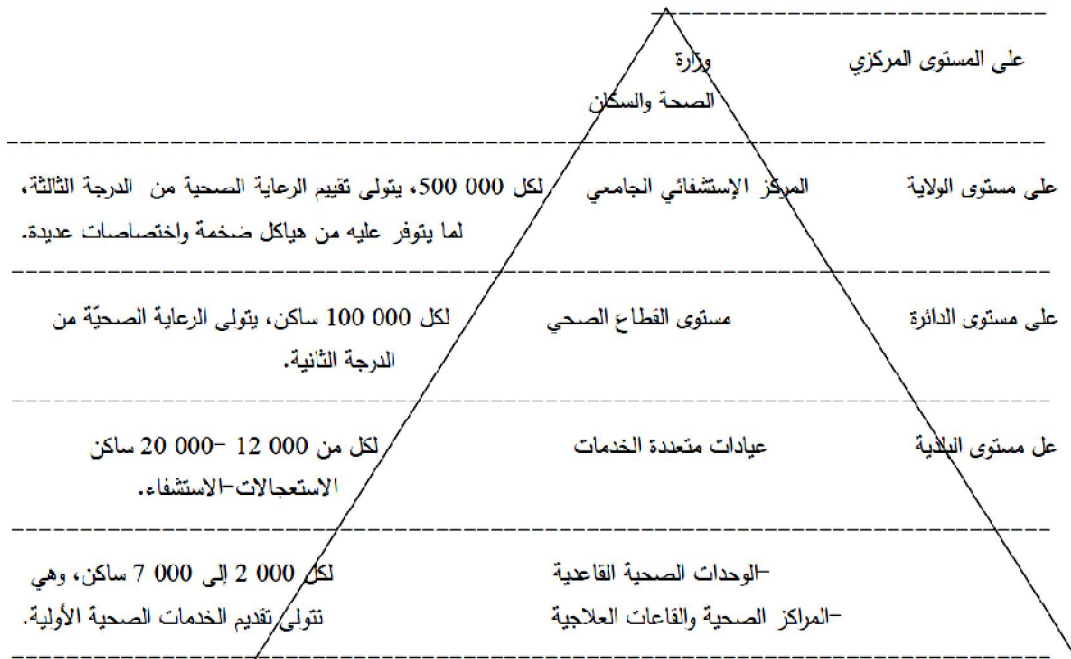 على المستوى المركزي
وزارة
الصحة والسكان
على مستوى الولاية
المركز الإستشفائي الجامعي
لكل 000 500، يتولى تقييم الرعاية الصحية من الدرجة الثالثة،
لما يتوفر عليه من هياكل ضخمة واختصاصات عديدة.
على مستوى الدائرة
مستوى القطاع الصحي
لكل 000 100 ساكن، يتولى الرعاية الصحيّة من
الدرجة الثانية.
عل مستوى البلدية
عيادات متعددة الخدمات
لكل من 000 12 -000 20 ساكن
الاستعجالات-الاستشفاء.
-الوحدات الصحية القاعدية
-المراكز الصحية والقاعات العلاجية
لكل 000 2 إلى 000 7 ساكن، وهي
تتولى تقديم الخدمات الصحية الأولية.